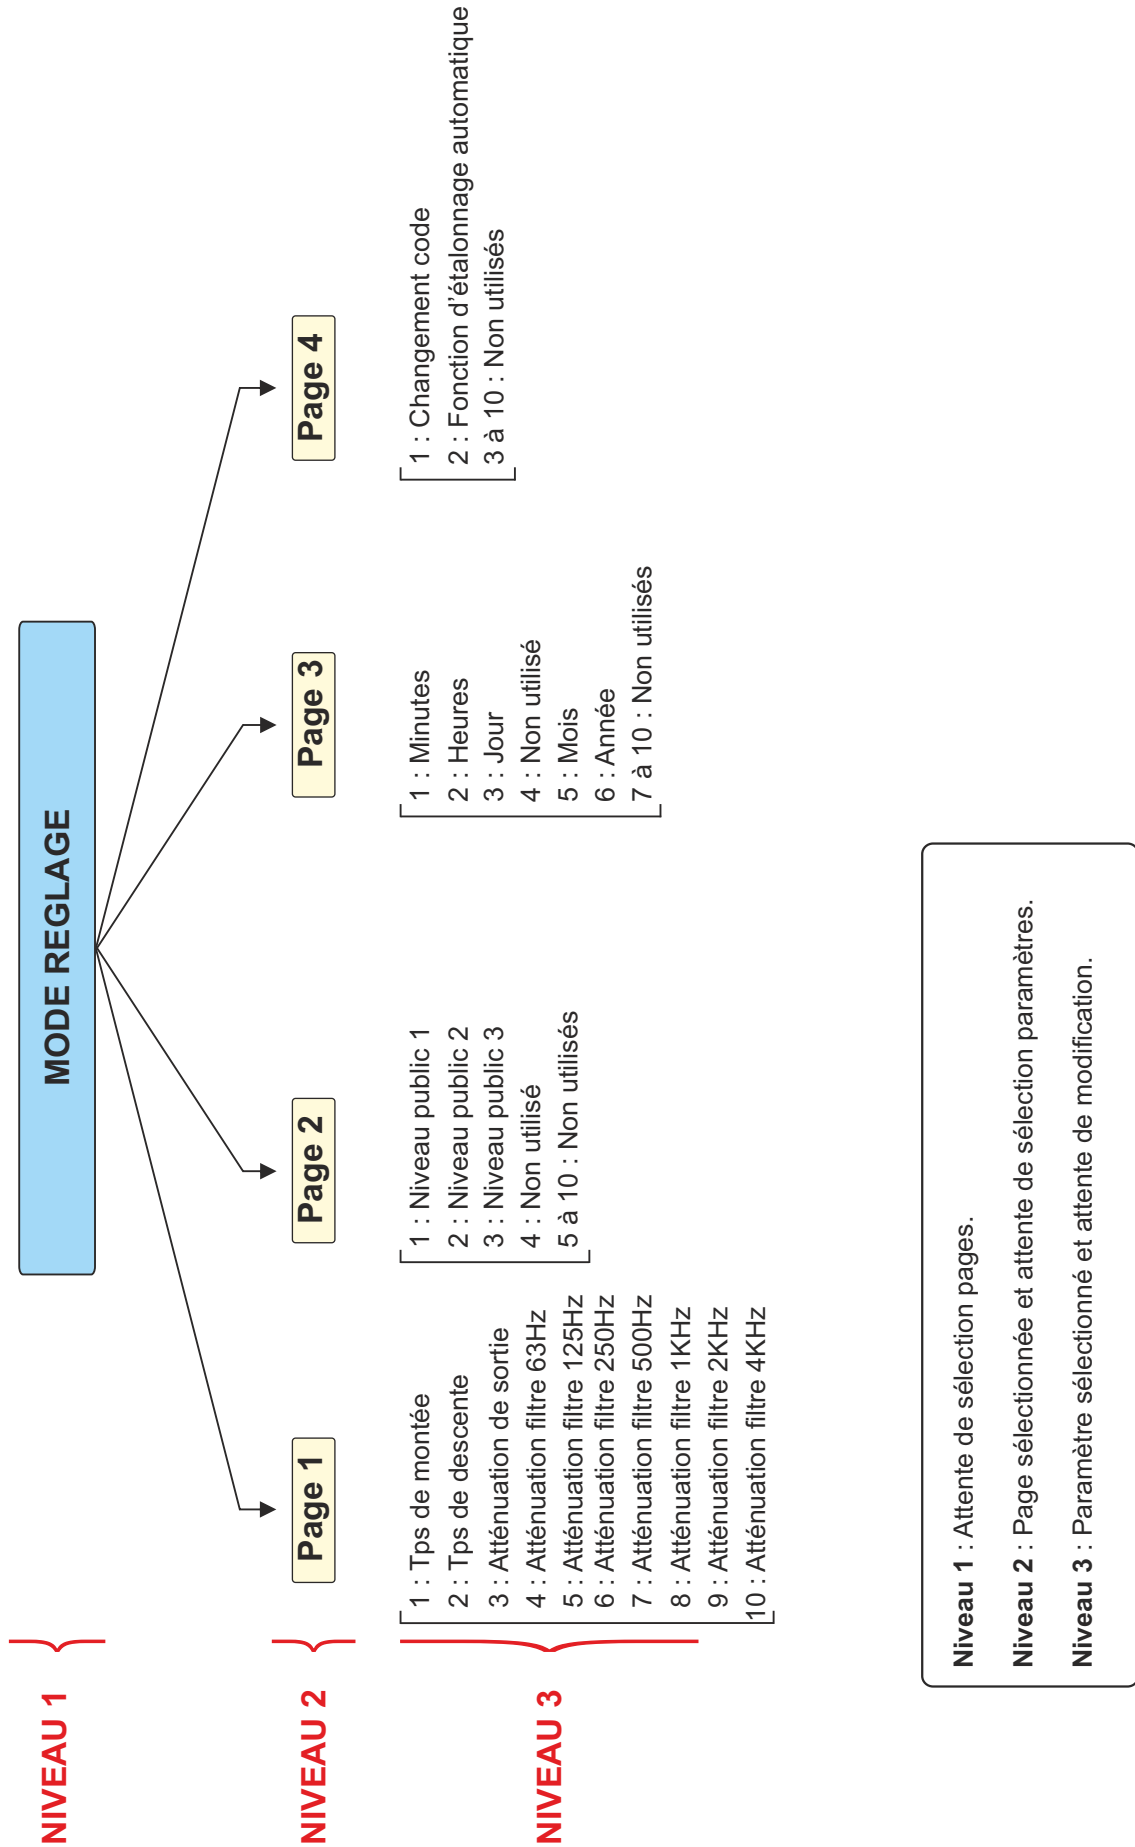 NIVEAU 1
MODE REGLAGE
NIVEAU 2
Page 1
Page 2
Page 3
Page 4
NIVEAU 3
1 : Tps de montée
2 : Tps de descente
3 : Atténuation de sortie
4 : Atténuation filtre 63Hz
5 : Atténuation filtre 125Hz
6 : Atténuation filtre 250Hz
7 : Atténuation filtre 500Hz
8 : Atténuation filtre 1KHz
9 : Atténuation filtre 2KHz
10 : Atténuation filtre 4KHz
1 : Niveau public 1
2 : Niveau public 2
3 : Niveau public 3
4 : Non utilisé
5 à 10 : Non utilisés
1 : Minutes
2 : Heures
3 : Jour
4 : Non utilisé
5 : Mois
6 : Année
7 à 10 : Non utilisés
1 : Changement code
2 : Fonction d'étalonnage automatique
3 à 10 : Non utilisés
Niveau 1 : Attente de sélection pages.
Niveau 2 : Page sélectionnée et attente de sélection paramètres.
Niveau 3 : Paramètre sélectionné et attente de modification.